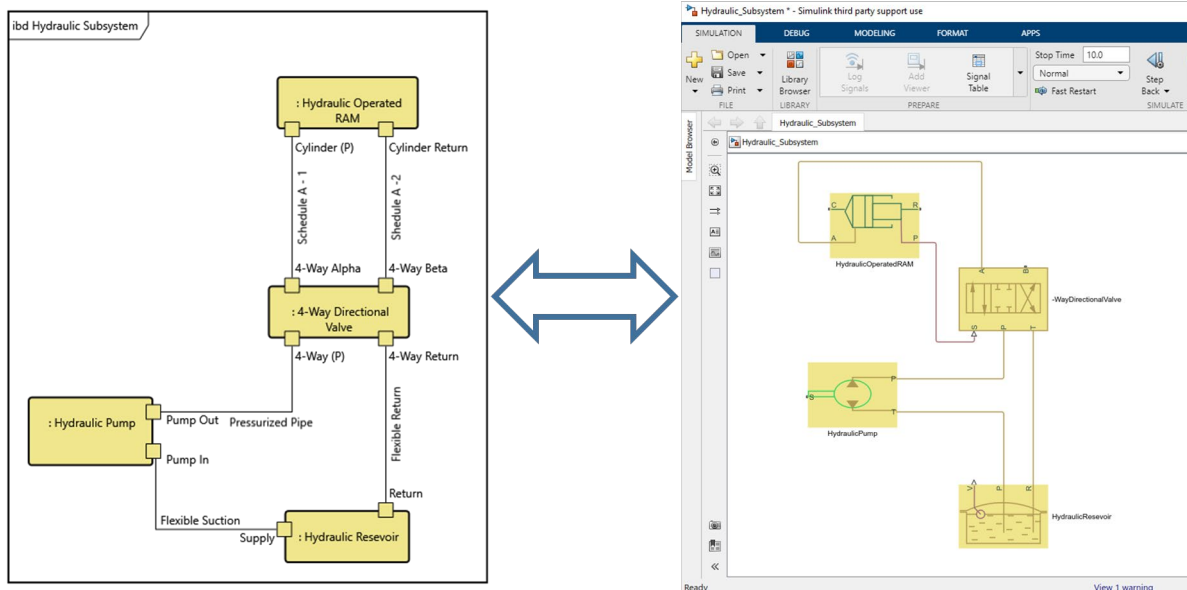 ibd Hydraulic Subsystem
: Hydraulic Operated
RAM
Cylinder (P)
Cylinder Return
Schedule A - 1
Shedule A -2
4-Way Alpha
4-Way Beta
: 4-Way Directional
Valve
4-Way (P)
4-Way Return
: Hydraulic Pump
Pump Out
Pressurized Pipe
Pump In
Flexible Return
Return
Flexible Suction
Supply
: Hydraulic Resevoir
Hydraulic_Subsystem * - Simulink third party support use
SIMULATION DEBUG MODELING FORMAT APPS
New
Open
Save
Print
FILE
Library
Browser
LIBRARY
Log
Signals
Add
Viewer
Signal
Table
PREPARE
Stop Time 10.0
Normal
Fast Restart
Step
Back
SIMULATE
Model Browser
Hydraulic_Subsystem
Hydraulic_Subsystem
C R
A P
HydraulicOperatedRAM
A B
-WayDirectionalValve
S P T
P
S
T
HydraulicPump
V P R
HydraulicResevoir
Ready
View 1 warning